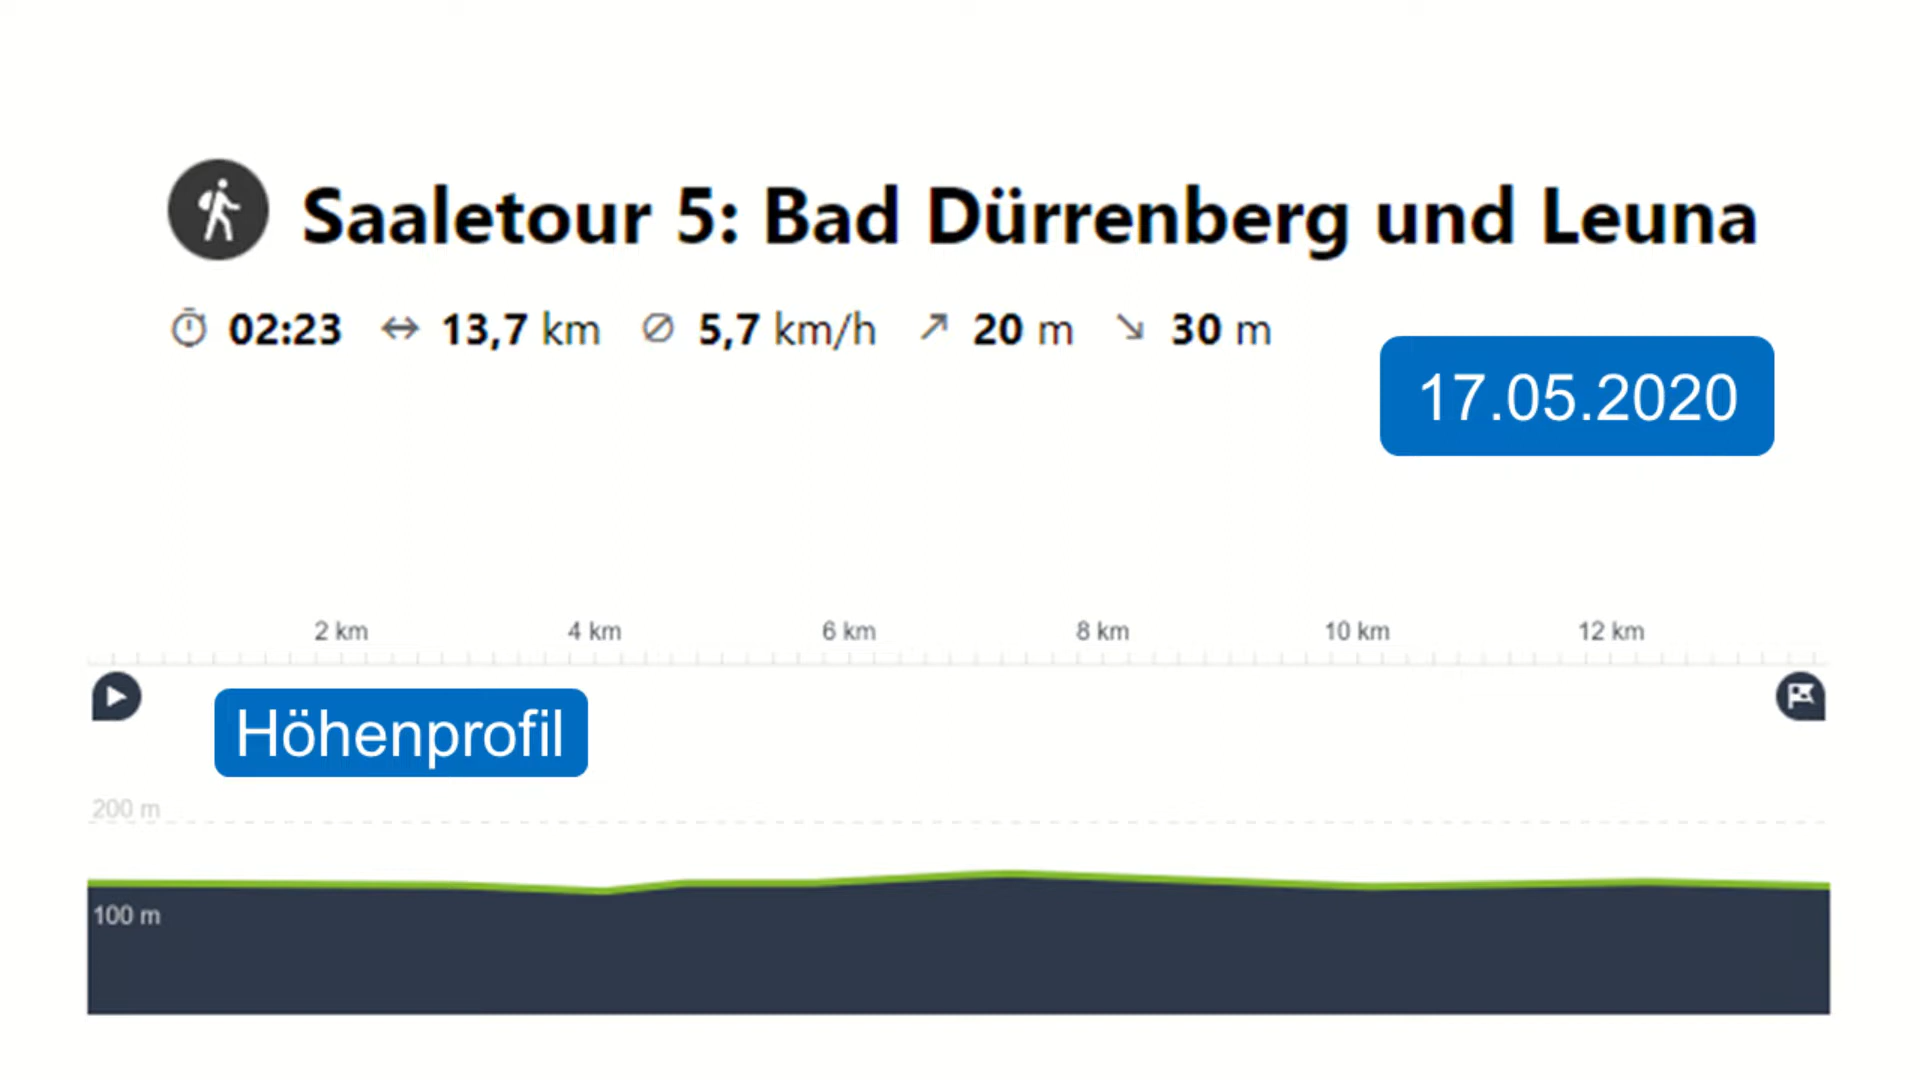 Saaletour 5: Bad Dürrenberg und Leuna
02:23 13,7 km 5,7 km/h 20 m 30 m
17.05.2020
2 km 4 km 6 km 8 km 10 km 12 km
Höhenprofil
200 m
100 m